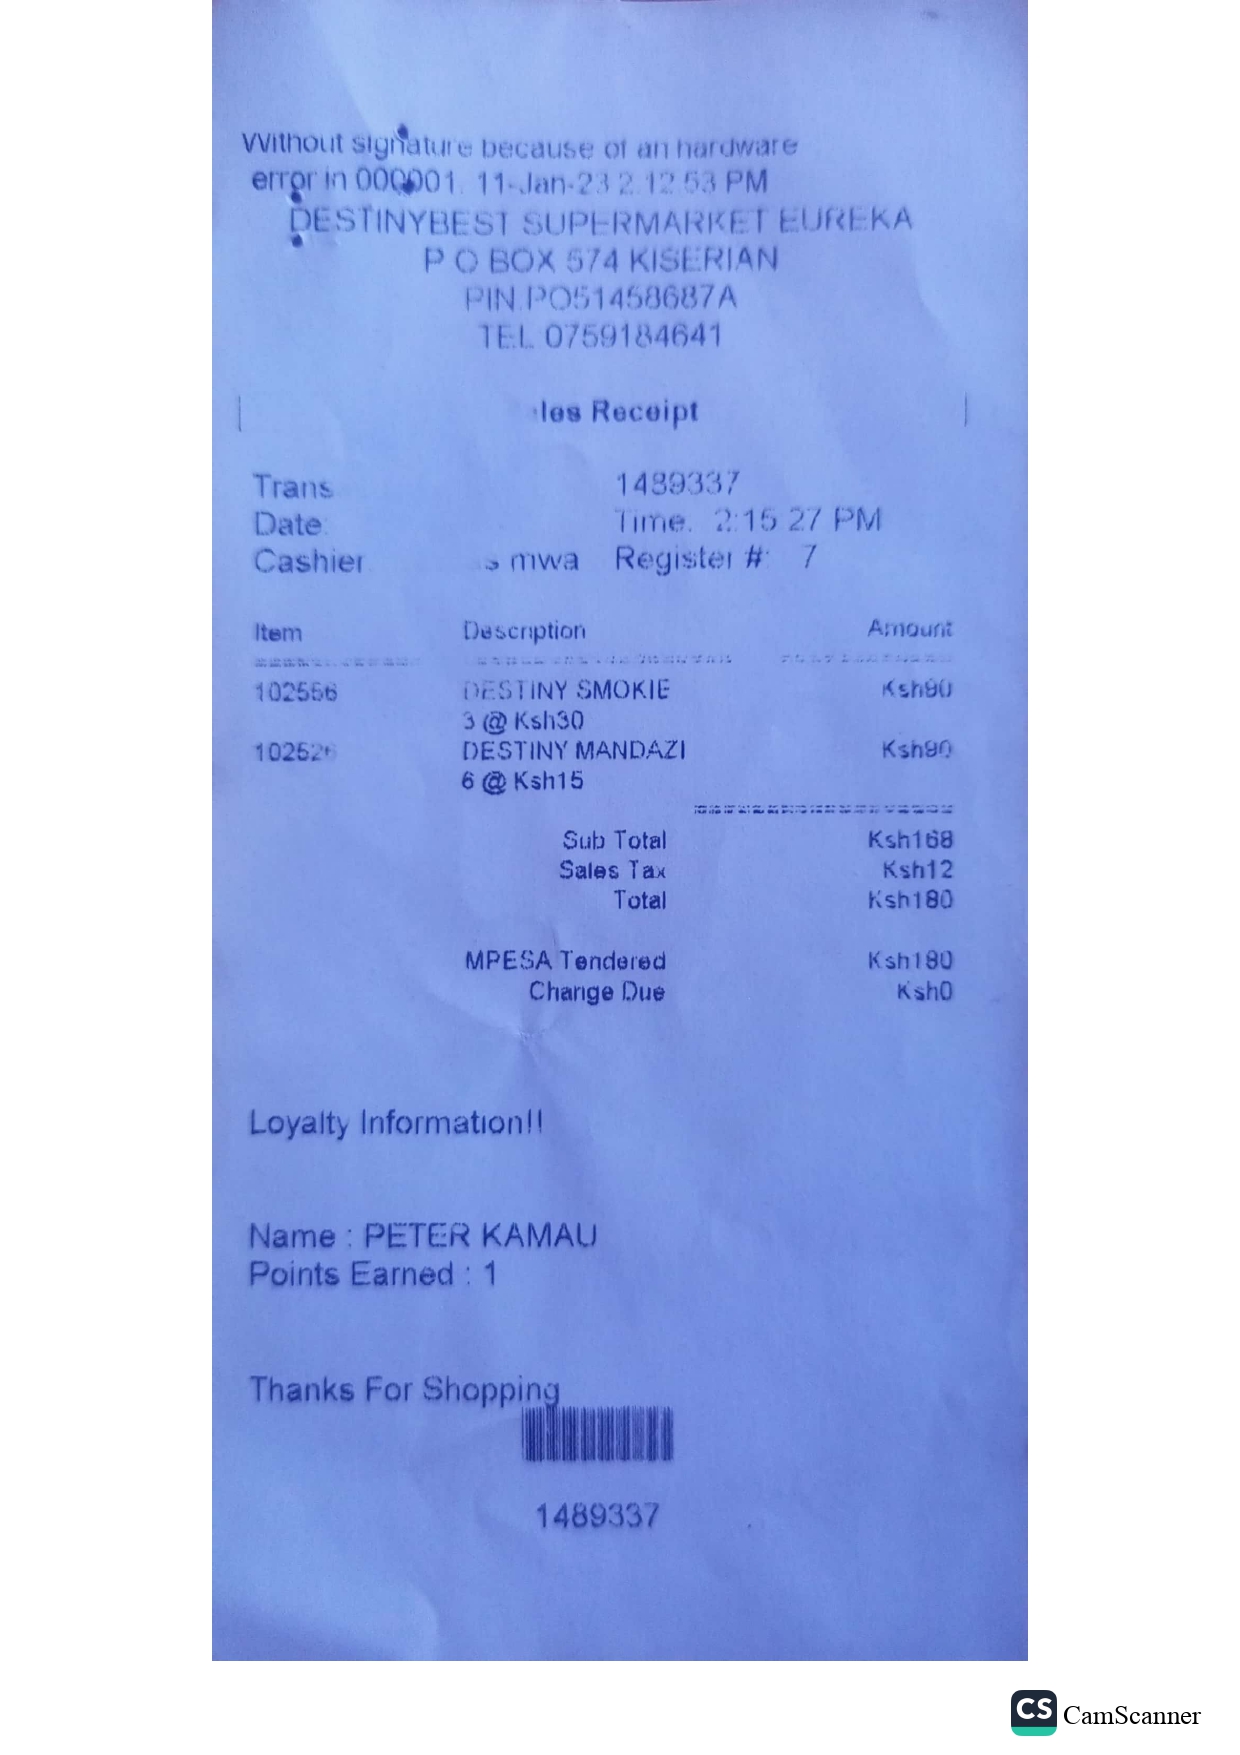 Without signature because of an hardware
error in 000001. 11-Jan-23 2:12:53 PM
DESTINYBEST SUPERMARKET EUREKA
P O BOX 574 KISERIAN
PIN PO51458687A
TEL 0759184641
les Receipt
Trans 1489337
Date: Time: 2:15:27 PM
Cashier mwa Register #: 7
Item Description Amount
102556 DESTINY SMOKIE Ksh90
3 @ Ksh30
DESTINY MANDAZI Ksh90
6 @ Ksh15
Sub Total Ksh168
Sales Tax Ksh12
Total Ksh180
MPESA Tendered Ksh180
Change Due Ksh0
Loyalty Information!!
Name : PETER KAMAU
Points Earned : 1
Thanks For Shopping
1489337
CS CamScanner